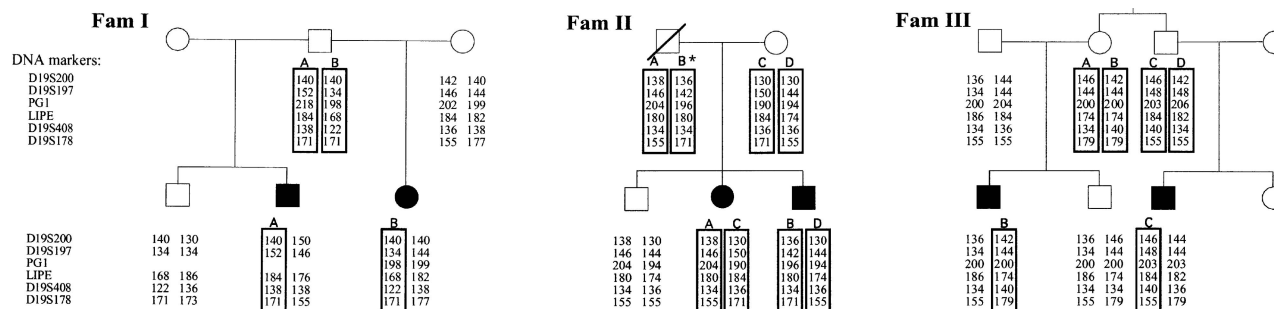 Fam I Fam II Fam III
DNA markers: A B A B* C D A B C D
D19S200 140 140 142 140 138 136 130 130 136 144 146 142 146 142
D19S197 152 134 146 144 146 142 150 144 134 144 144 144 148 148
PG1 218 198 202 199 204 196 190 194 200 204 200 200 203 206
LIPE 184 168 184 182 180 180 184 174 186 184 174 174 184 182
D19S408 138 122 136 138 134 134 136 136 134 136 134 140 140 134
D19S178 171 171 155 177 155 171 171 155 155 155 179 179 155 155
A B A C B D B C
D19S200 140 130 140 150 140 140 138 130 138 130 136 130 136 142 136 146 146 144
D19S197 134 134 152 146 134 144 146 144 146 150 142 144 134 144 134 144 148 144
PG1 198 199 204 194 204 190 196 194 200 200 200 200 203 203
LIPE 168 186 184 176 168 182 180 174 180 184 180 174 186 174 186 174 184 182
D19S408 122 136 138 138 122 138 134 136 134 136 134 136 134 140 134 134 140 136
D19S178 171 173 171 155 171 177 155 155 155 171 171 155 155 179 155 179 155 179